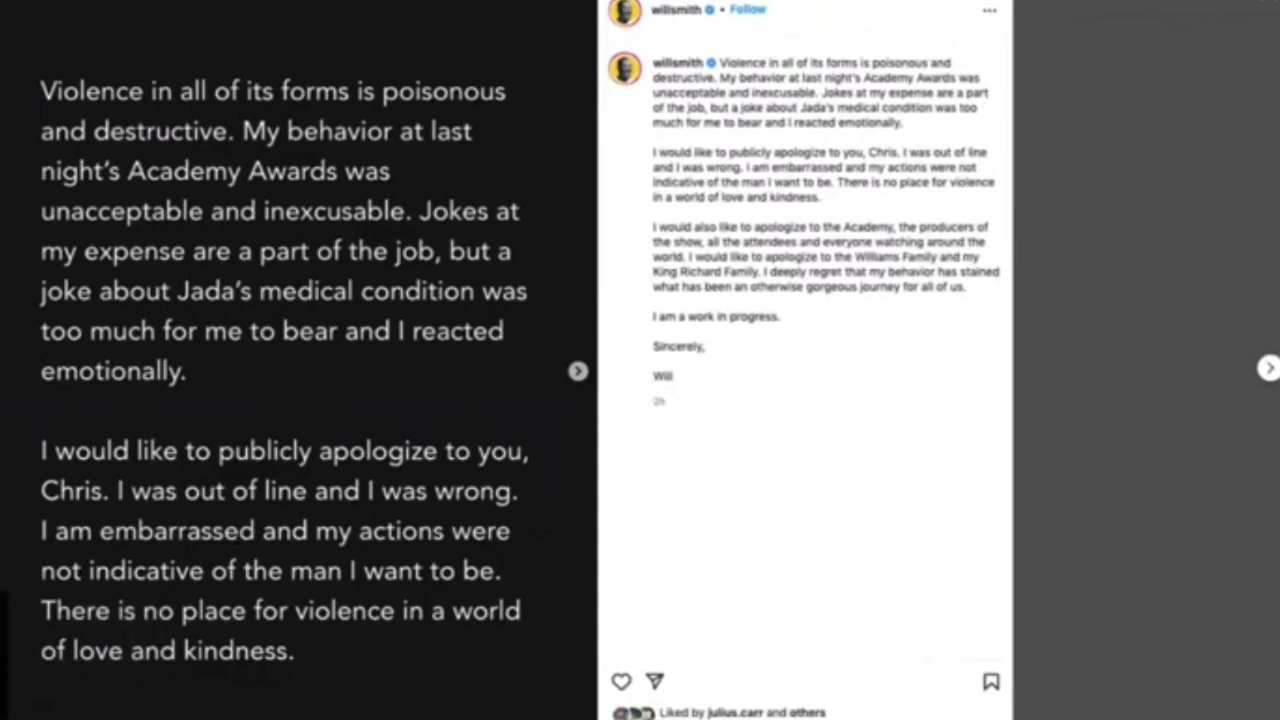 Violence in all of its forms is poisonous
and destructive. My behavior at last
night's Academy Awards was
unacceptable and inexcusable. Jokes at
my expense are a part of the job, but a
joke about Jada's medical condition was
too much for me to bear and I reacted
emotionally.
I would like to publicly apologize to you,
Chris. I was out of line and I was wrong.
I am embarrassed and my actions were
not indicative of the man I want to be.
There is no place for violence in a world
of love and kindness.
willsmith • Follow
willsmith Violence in all of its forms is poisonous and
destructive. My behavior at last night's Academy Awards was
unacceptable and inexcusable. Jokes at my expense are a part
of the job, but a joke about Jada's medical condition was too
much for me to bear and I reacted emotionally.
I would like to publicly apologize to you, Chris. I was out of line
and I was wrong. I am embarrassed and my actions were not
indicative of the man I want to be. There is no place for violence
in a world of love and kindness.
I would also like to apologize to the Academy, the producers of
the show, all the attendees and everyone watching around the
world. I would like to apologize to the Williams Family and my
King Richard Family. I deeply regret that my behavior has stained
what has been an otherwise gorgeous journey for all of us.
I am a work in progress.
Sincerely,
Will
2h
Liked by julius.carr and others